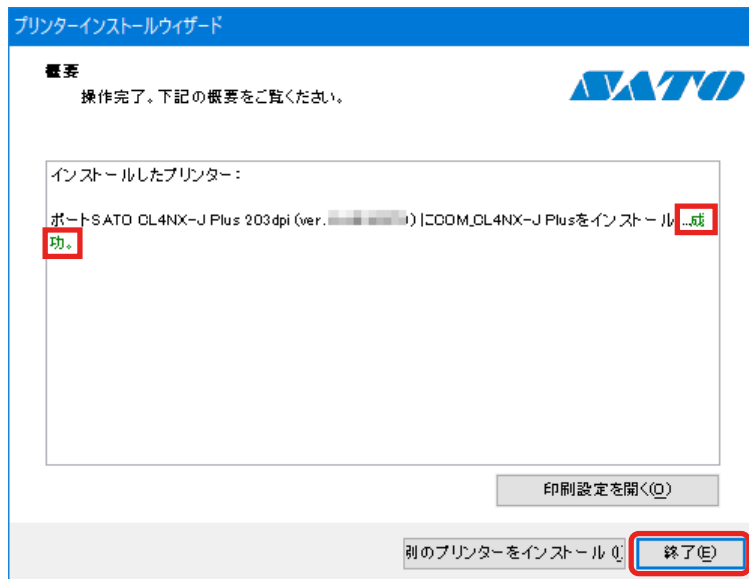 プリンターインストールウィザード
概要
操作完了。下記の概要をご覧ください。
SATO
インストールしたプリンター：
ポートSATO CL4NX-J Plus 203dpi (ver. ) にCOM_CL4NX-J Plusをインストール ...成
功。
印刷設定を開く(O)
別のプリンターをインストール (I)
終了(E)